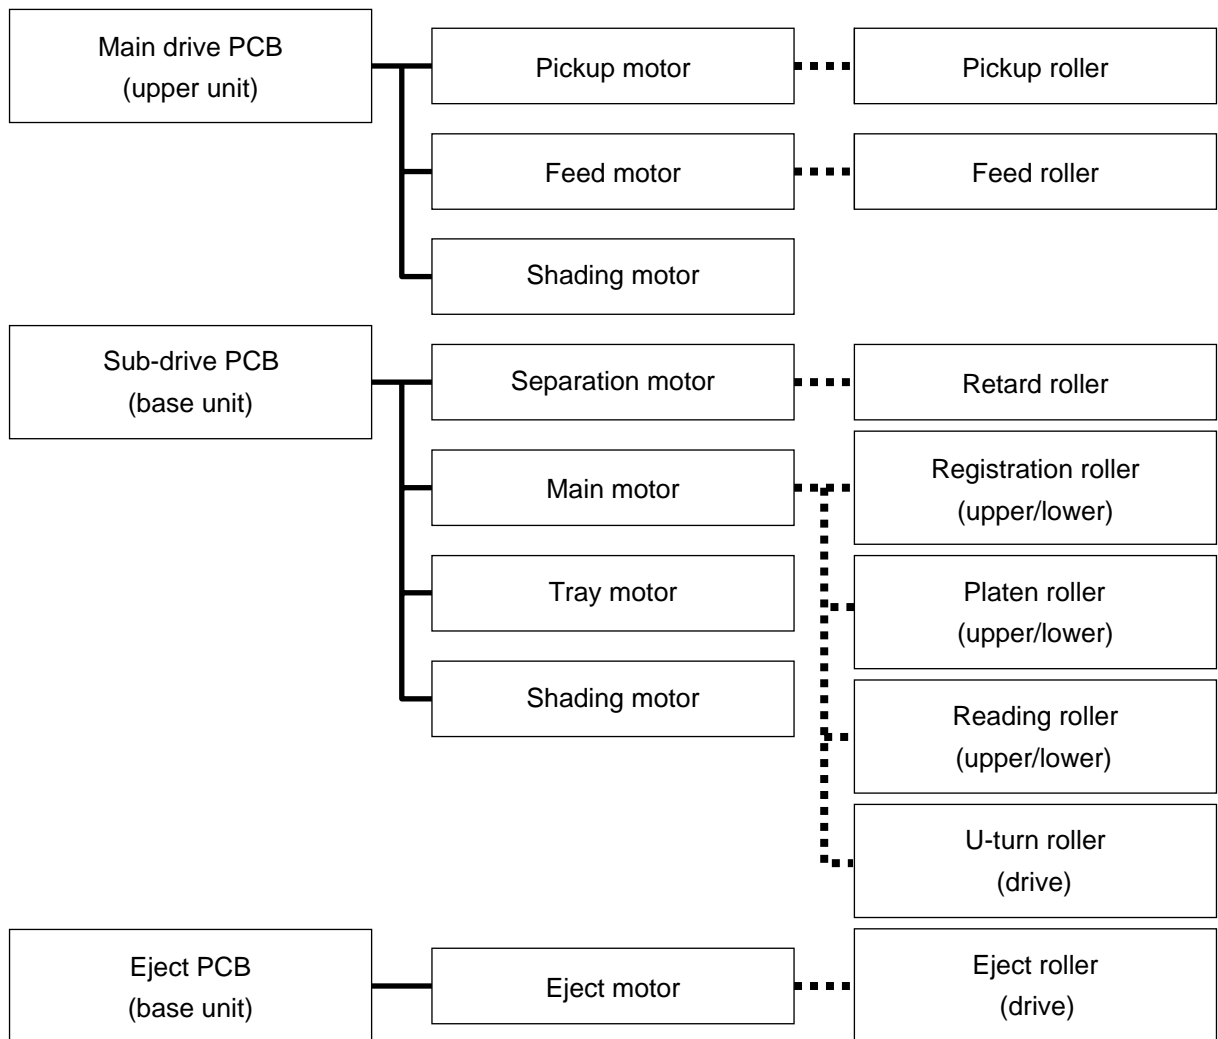 Main drive PCB
(upper unit)
Pickup motor
Pickup roller
Feed motor
Feed roller
Shading motor
Sub-drive PCB
(base unit)
Separation motor
Retard roller
Main motor
Registration roller
(upper/lower)
Tray motor
Platen roller
(upper/lower)
Shading motor
Reading roller
(upper/lower)
U-turn roller
(drive)
Eject PCB
(base unit)
Eject motor
Eject roller
(drive)